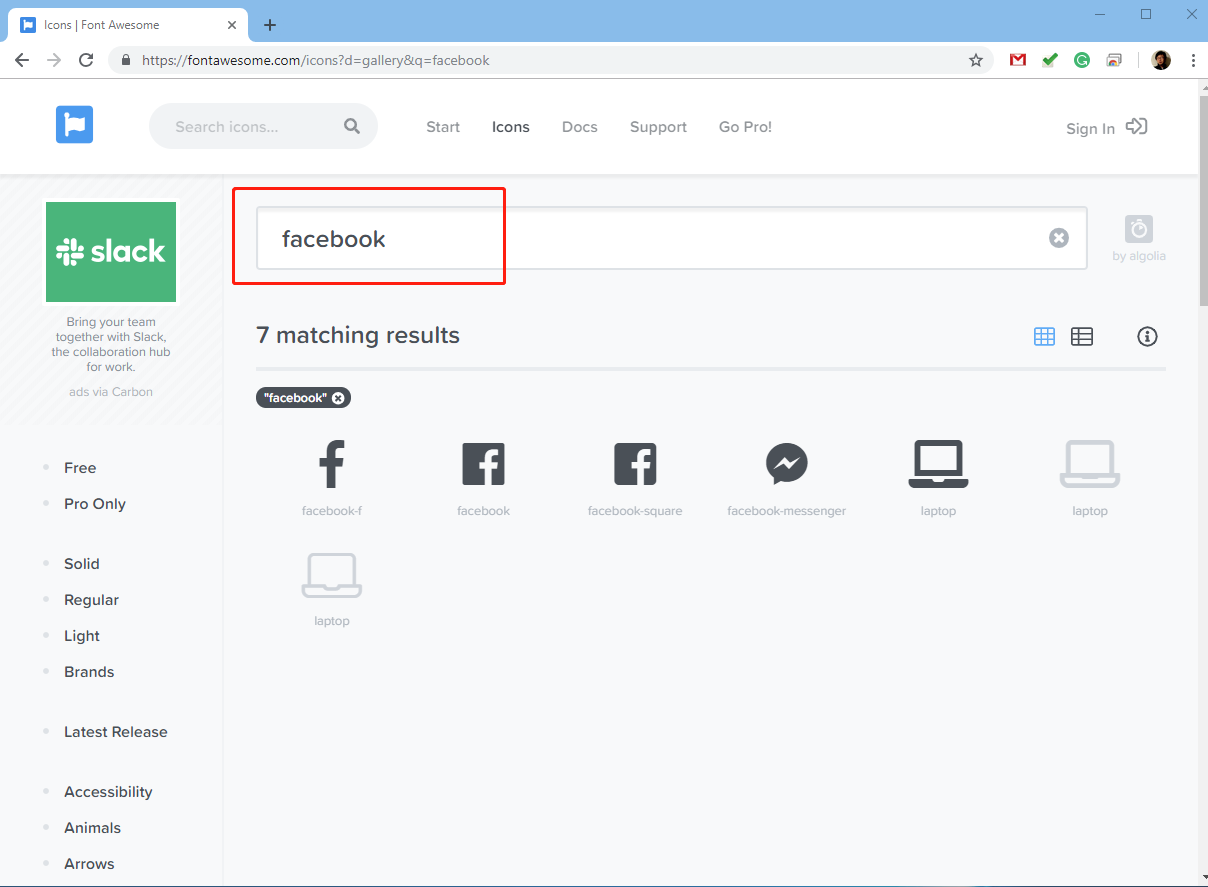 Icons | Font Awesome
https://fontawesome.com/icons?d=gallery&q=facebook
Search icons...
Start
Icons
Docs
Support
Go Pro!
Sign In
slack
Bring your team
together with Slack,
the collaboration hub
for work.
ads via Carbon
facebook
by algolia
7 matching results
"facebook"
facebook-f
facebook
facebook-square
facebook-messenger
laptop
laptop
laptop
Free
Pro Only
Solid
Regular
Light
Brands
Latest Release
Accessibility
Animals
Arrows